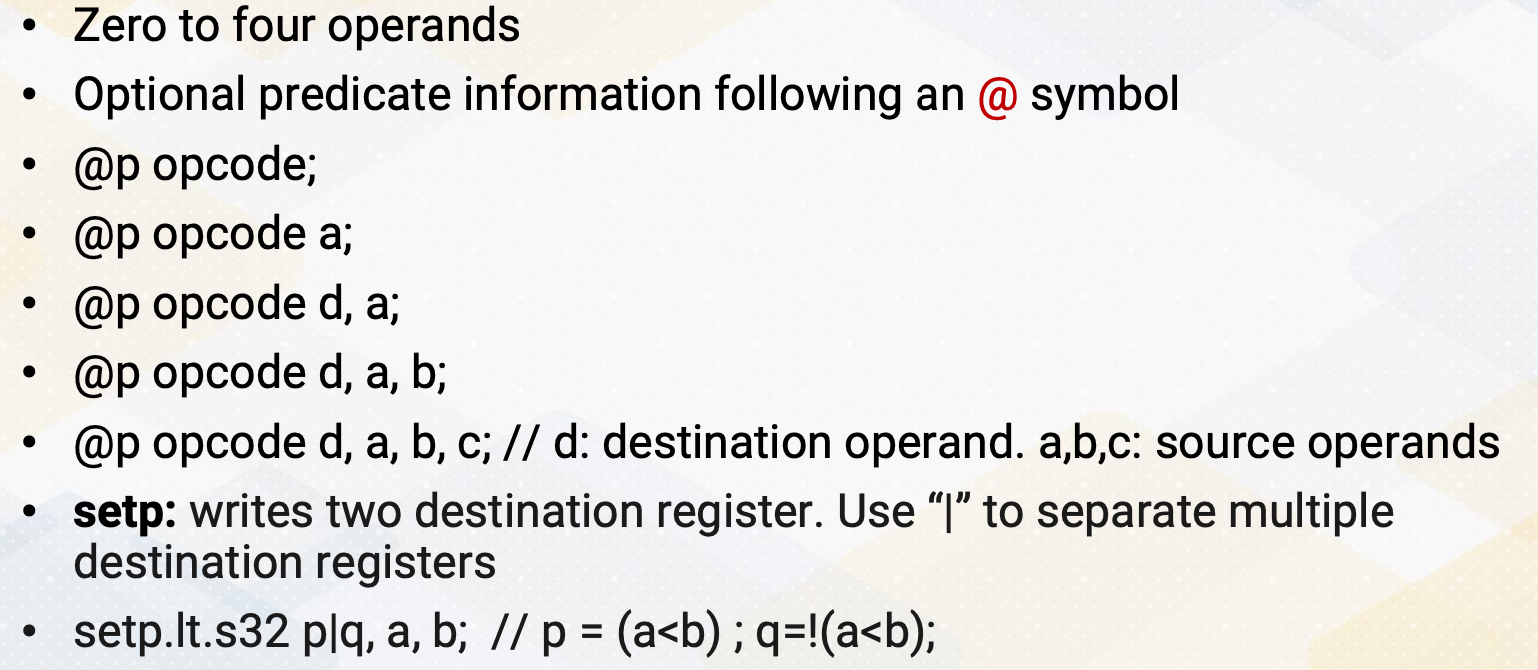 • Zero to four operands
• Optional predicate information following an @ symbol
• @p opcode;
• @p opcode a;
• @p opcode d, a;
• @p opcode d, a, b;
• @p opcode d, a, b, c; // d: destination operand. a,b,c: source operands
• setp: writes two destination register. Use “|” to separate multiple
destination registers
• setp.lt.s32 p|q, a, b;  // p = (a<b) ; q=!(a<b);